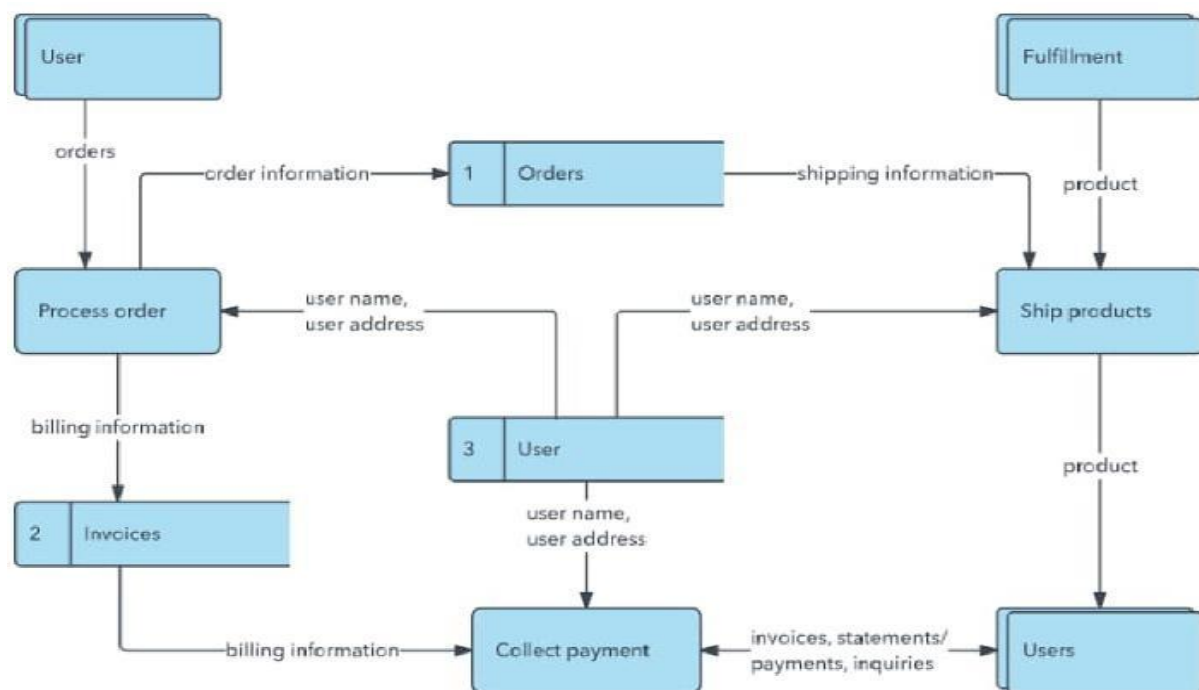 User
Fulfillment
orders
order information
1 Orders
shipping information
product
Process order
user name,
user address
user name,
user address
Ship products
billing information
3 User
product
2 Invoices
user name,
user address
billing information
Collect payment
invoices, statements/
payments, inquiries
Users